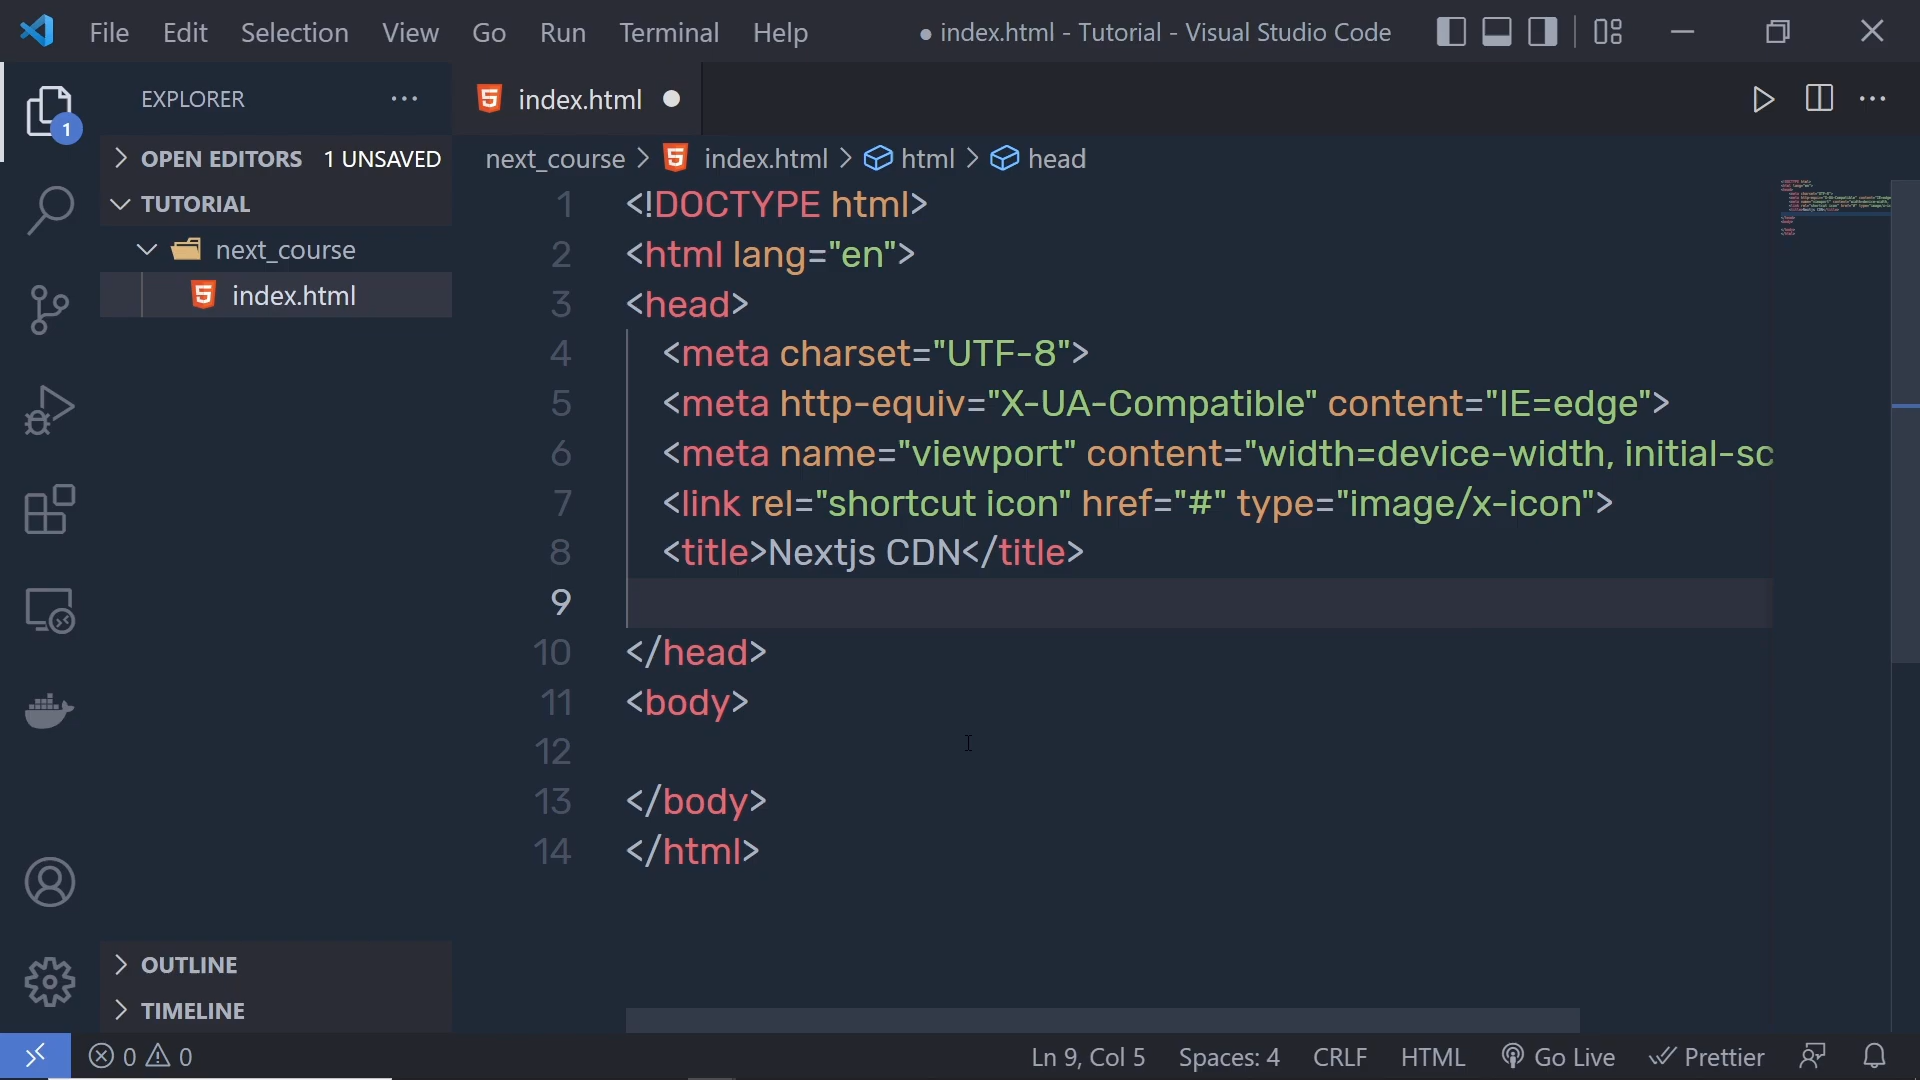 File Edit Selection View Go Run Terminal Help ● index.html - Tutorial - Visual Studio Code
EXPLORER ···
index.html ●
1
OPEN EDITORS 1 UNSAVED
next_course > index.html > html > head
TUTORIAL
next_course
index.html
1 <!DOCTYPE html>
2 <html lang="en">
3 <head>
4 <meta charset="UTF-8">
5 <meta http-equiv="X-UA-Compatible" content="IE=edge">
6 <meta name="viewport" content="width=device-width, initial-sc
7 <link rel="shortcut icon" href="#" type="image/x-icon">
8 <title>Nextjs CDN</title>
9
10 </head>
11 <body>
12
13 </body>
14 </html>
OUTLINE
TIMELINE
0 0 Ln 9, Col 5 Spaces: 4 CRLF HTML Go Live Prettier